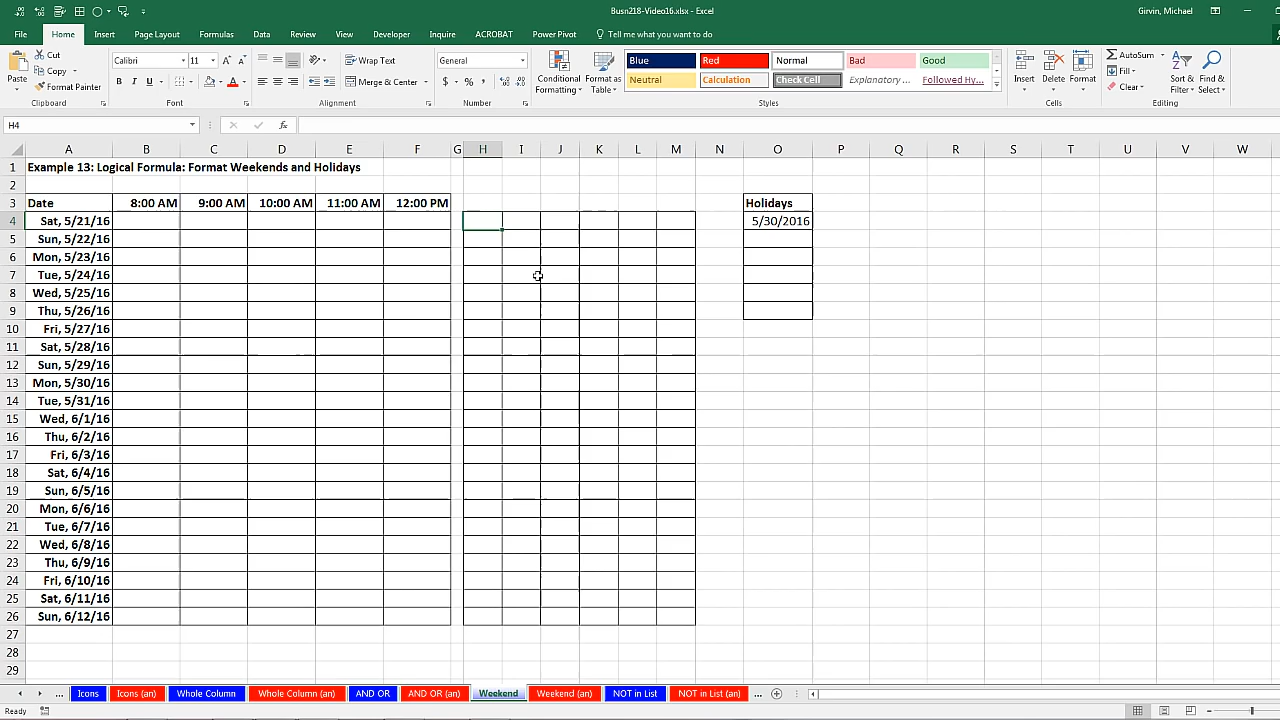 Busn218-Video16.xlsx - Excel
Girvin, Michael
File Home Insert Page Layout Formulas Data Review View Developer Inquire ACROBAT Power Pivot Tell me what you want to do
Paste
Cut
Copy
Format Painter
Clipboard
Calibri 11
B I U
Font
Wrap Text
Merge & Center
Alignment
General
$ % ,
Number
Conditional Formatting
Format as Table
Blue Red Normal Bad Good
Neutral Calculation Check Cell Explanatory ... Followed Hy...
Styles
Insert Delete Format
Cells
AutoSum
Fill
Clear
Sort & Filter
Find & Select
Editing
H4
fx
A B C D E F G H I J K L M N O P Q R S T U V W
1 Example 13: Logical Formula: Format Weekends and Holidays
2
3 Date 8:00 AM 9:00 AM 10:00 AM 11:00 AM 12:00 PM Holidays
4 Sat, 5/21/16 5/30/2016
5 Sun, 5/22/16
6 Mon, 5/23/16
7 Tue, 5/24/16
8 Wed, 5/25/16
9 Thu, 5/26/16
10 Fri, 5/27/16
11 Sat, 5/28/16
12 Sun, 5/29/16
13 Mon, 5/30/16
14 Tue, 5/31/16
15 Wed, 6/1/16
16 Thu, 6/2/16
17 Fri, 6/3/16
18 Sat, 6/4/16
19 Sun, 6/5/16
20 Mon, 6/6/16
21 Tue, 6/7/16
22 Wed, 6/8/16
23 Thu, 6/9/16
24 Fri, 6/10/16
25 Sat, 6/11/16
26 Sun, 6/12/16
27
28
29
... Icons Icons (an) Whole Column Whole Column (an) AND OR AND OR (an) Weekend Weekend (an) NOT in List NOT in List (an) ...
Ready